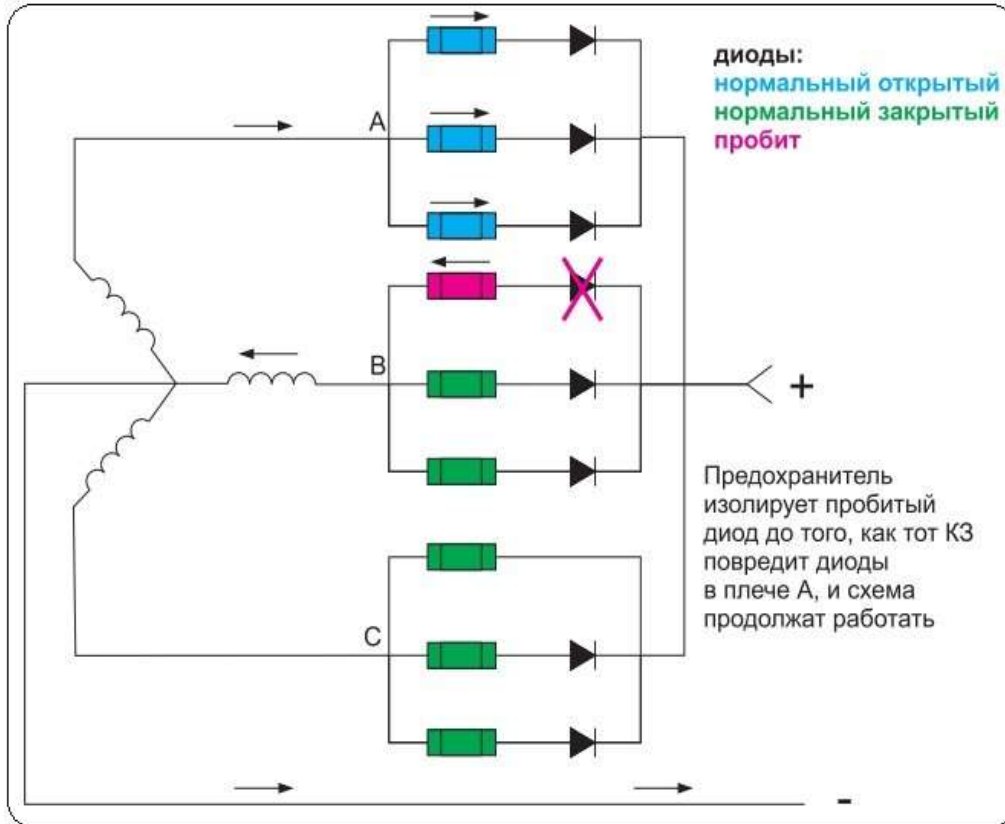 диоды:
нормальный открытый
нормальный закрытый
пробит
A
B
+
Предохранитель
изолирует пробитый
диод до того, как тот КЗ
повредит диоды
в плече А, и схема
продолжат работать
C
-